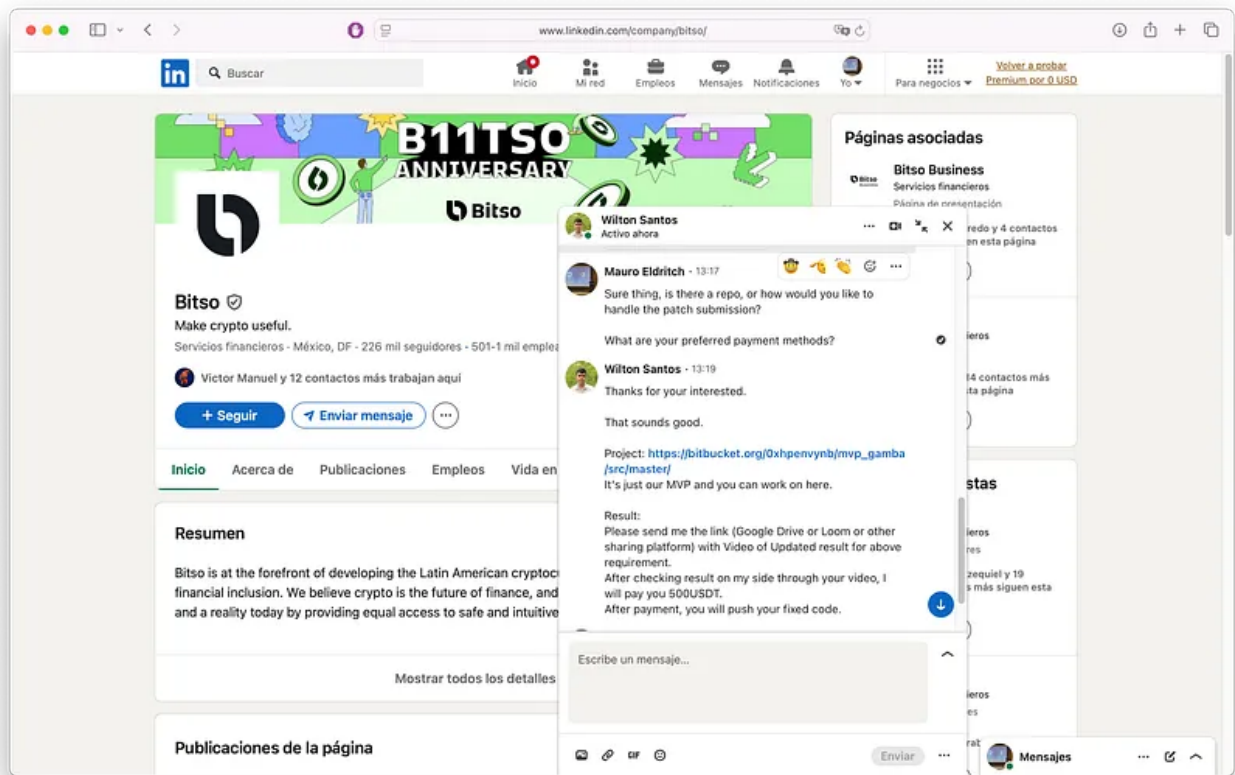 www.linkedin.com/company/bitso/
in
Buscar
Inicio
Mi red
Empleos
Mensajes
Notificaciones
Yo
Para negocios
Volver a probar
Premium por 0 USD
B11TSO
ANNIVERSARY
Bitso
Bitso
Make crypto useful.
Servicios financieros · México, DF · 226 mil seguidores · 501-1 mil emplea
Victor Manuel y 12 contactos más trabajan aquí
+ Seguir
Enviar mensaje
Inicio
Acerca de
Publicaciones
Empleos
Vida en
Resumen
Bitso is at the forefront of developing the Latin American cryptoc
financial inclusion. We believe crypto is the future of finance, and
and a reality today by providing equal access to safe and intuitive
Mostrar todos los detalles
Publicaciones de la página
Páginas asociadas
Bitso
Business
Bitso Business
Servicios financieros
Página de presentación
redo y 4 contactos
en esta página
ieros
14 contactos más
ta página
stas
ieros
res
zequiel y 19
s más siguen esta
ieros
es
rat
Wilton Santos
Activo ahora
Mauro Eldritch · 13:17
Sure thing, is there a repo, or how would you like to
handle the patch submission?
What are your preferred payment methods?
Wilton Santos · 13:19
Thanks for your interested.
That sounds good.
Project: https://bitbucket.org/0xhpenvynb/mvp_gamba
/src/master/
It's just our MVP and you can work on here.
Result:
Please send me the link (Google Drive or Loom or other
sharing platform) with Video of Updated result for above
requirement.
After checking result on my side through your video, I
will pay you 500USDT.
After payment, you will push your fixed code.
Escribe un mensaje...
GIF
Enviar
Mensajes